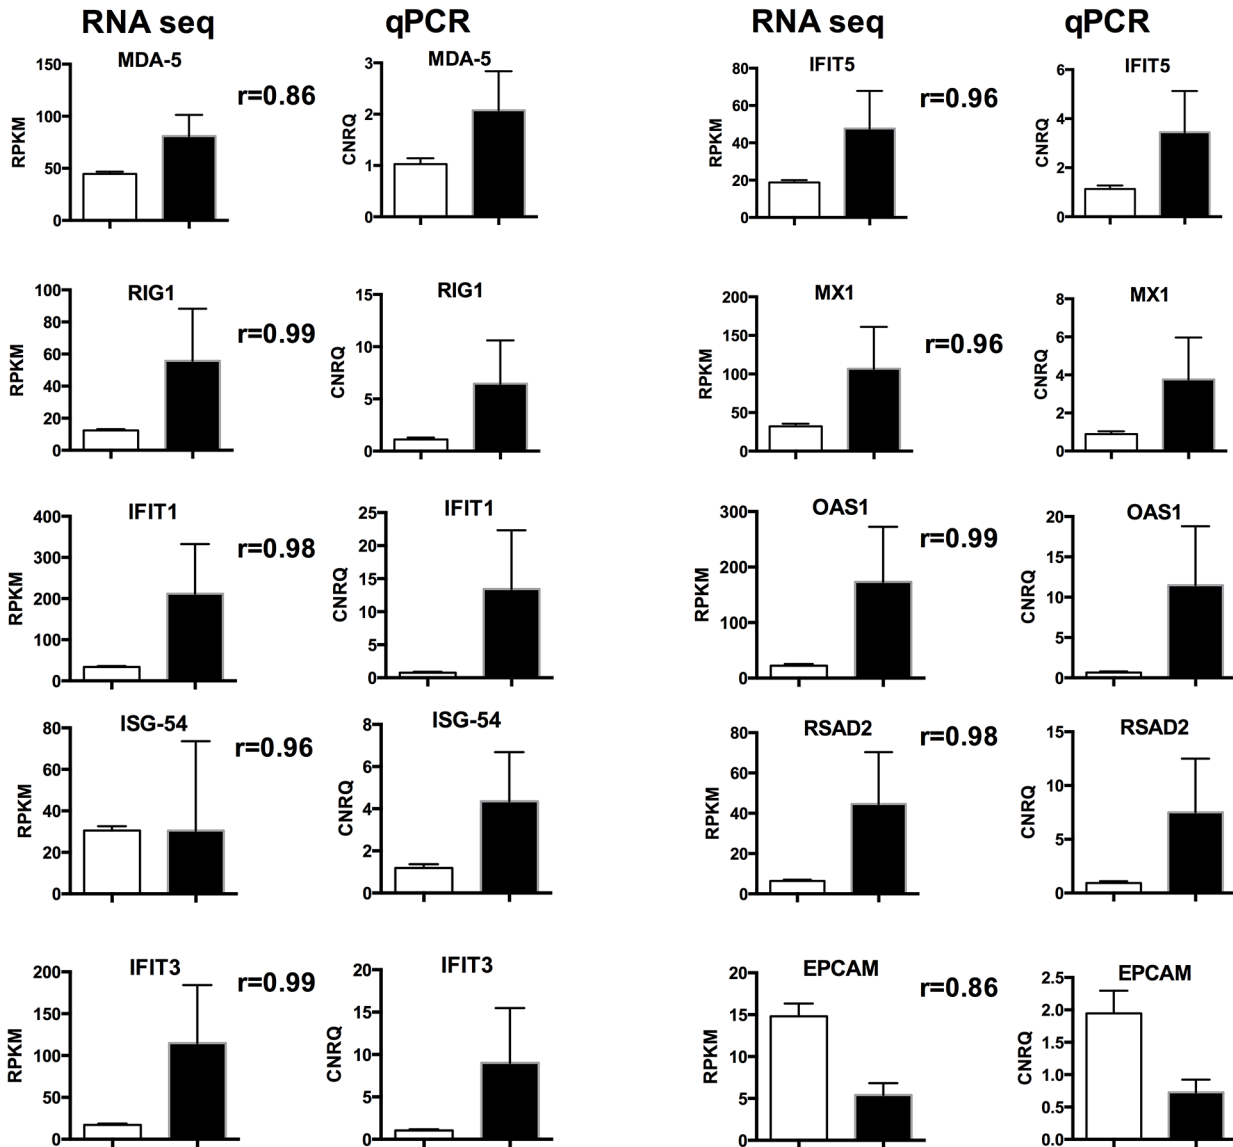 RNA seq
qPCR
RNA seq
qPCR
MDA-5
150
100
50
0
RPKM
r=0.86
MDA-5
3
2
1
0
CNRQ
IFIT5
80
60
40
20
0
RPKM
r=0.96
IFIT5
6
4
2
0
CNRQ
RIG1
100
80
60
40
20
0
RPKM
r=0.99
RIG1
15
10
5
0
CNRQ
MX1
200
150
100
50
0
RPKM
r=0.96
MX1
8
6
4
2
0
CNRQ
IFIT1
400
300
200
100
0
RPKM
r=0.98
IFIT1
25
20
15
10
5
0
CNRQ
OAS1
300
200
100
0
RPKM
r=0.99
OAS1
20
15
10
5
0
CNRQ
ISG-54
80
60
40
20
0
RPKM
r=0.96
ISG-54
8
6
4
2
0
CNRQ
RSAD2
80
60
40
20
0
RPKM
r=0.98
RSAD2
15
10
5
0
CNRQ
IFIT3
200
150
100
50
0
RPKM
r=0.99
IFIT3
20
15
10
5
0
CNRQ
EPCAM
20
15
10
5
0
RPKM
r=0.86
EPCAM
2.5
2.0
1.5
1.0
0.5
0.0
CNRQ